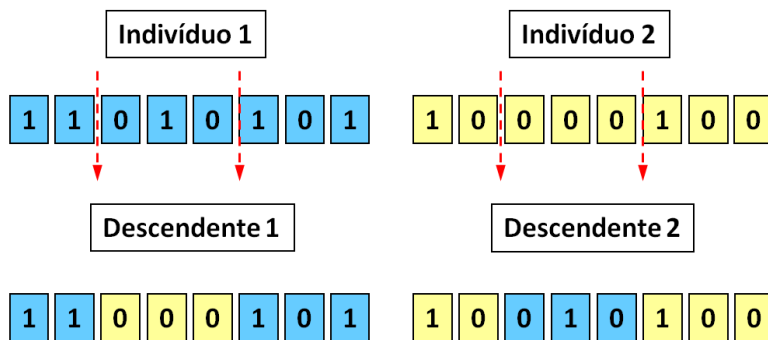 Indivíduo 1 Indivíduo 2
1 1 0 1 0 1 0 1 1 0 0 0 0 1 0 0
Descendente 1 Descendente 2
1 1 0 0 0 1 0 1 1 0 0 1 0 1 0 0